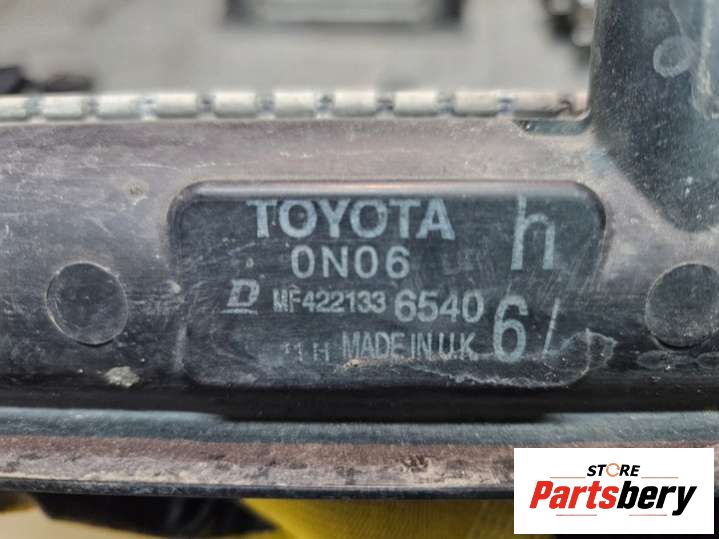 TOYOTA
h
0N06
D MF422133 6540
6
MADE IN U.K
STORE
Partsbery